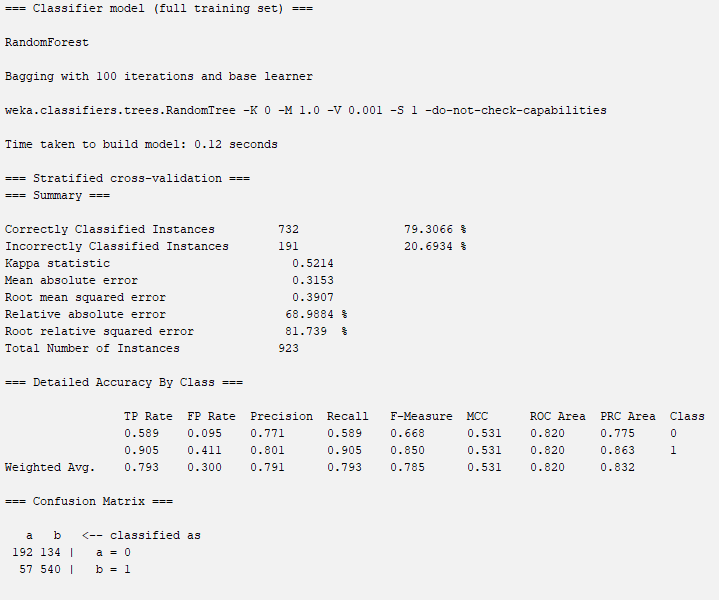 === Classifier model (full training set) ===
RandomForest
Bagging with 100 iterations and base learner
weka.classifiers.trees.RandomTree -K 0 -M 1.0 -V 0.001 -S 1 -do-not-check-capabilities
Time taken to build model: 0.12 seconds
=== Stratified cross-validation ===
=== Summary ===
Correctly Classified Instances 732 79.3066 %
Incorrectly Classified Instances 191 20.6934 %
Kappa statistic 0.5214
Mean absolute error 0.3153
Root mean squared error 0.3907
Relative absolute error 68.9884 %
Root relative squared error 81.739 %
Total Number of Instances 923
=== Detailed Accuracy By Class ===
TP Rate FP Rate Precision Recall F-Measure MCC ROC Area PRC Area Class
0.589 0.095 0.771 0.589 0.668 0.531 0.820 0.775 0
0.905 0.411 0.801 0.905 0.850 0.531 0.820 0.863 1
Weighted Avg. 0.793 0.300 0.791 0.793 0.785 0.531 0.820 0.832
=== Confusion Matrix ===
a b <-- classified as
192 134 | a = 0
57 540 | b = 1